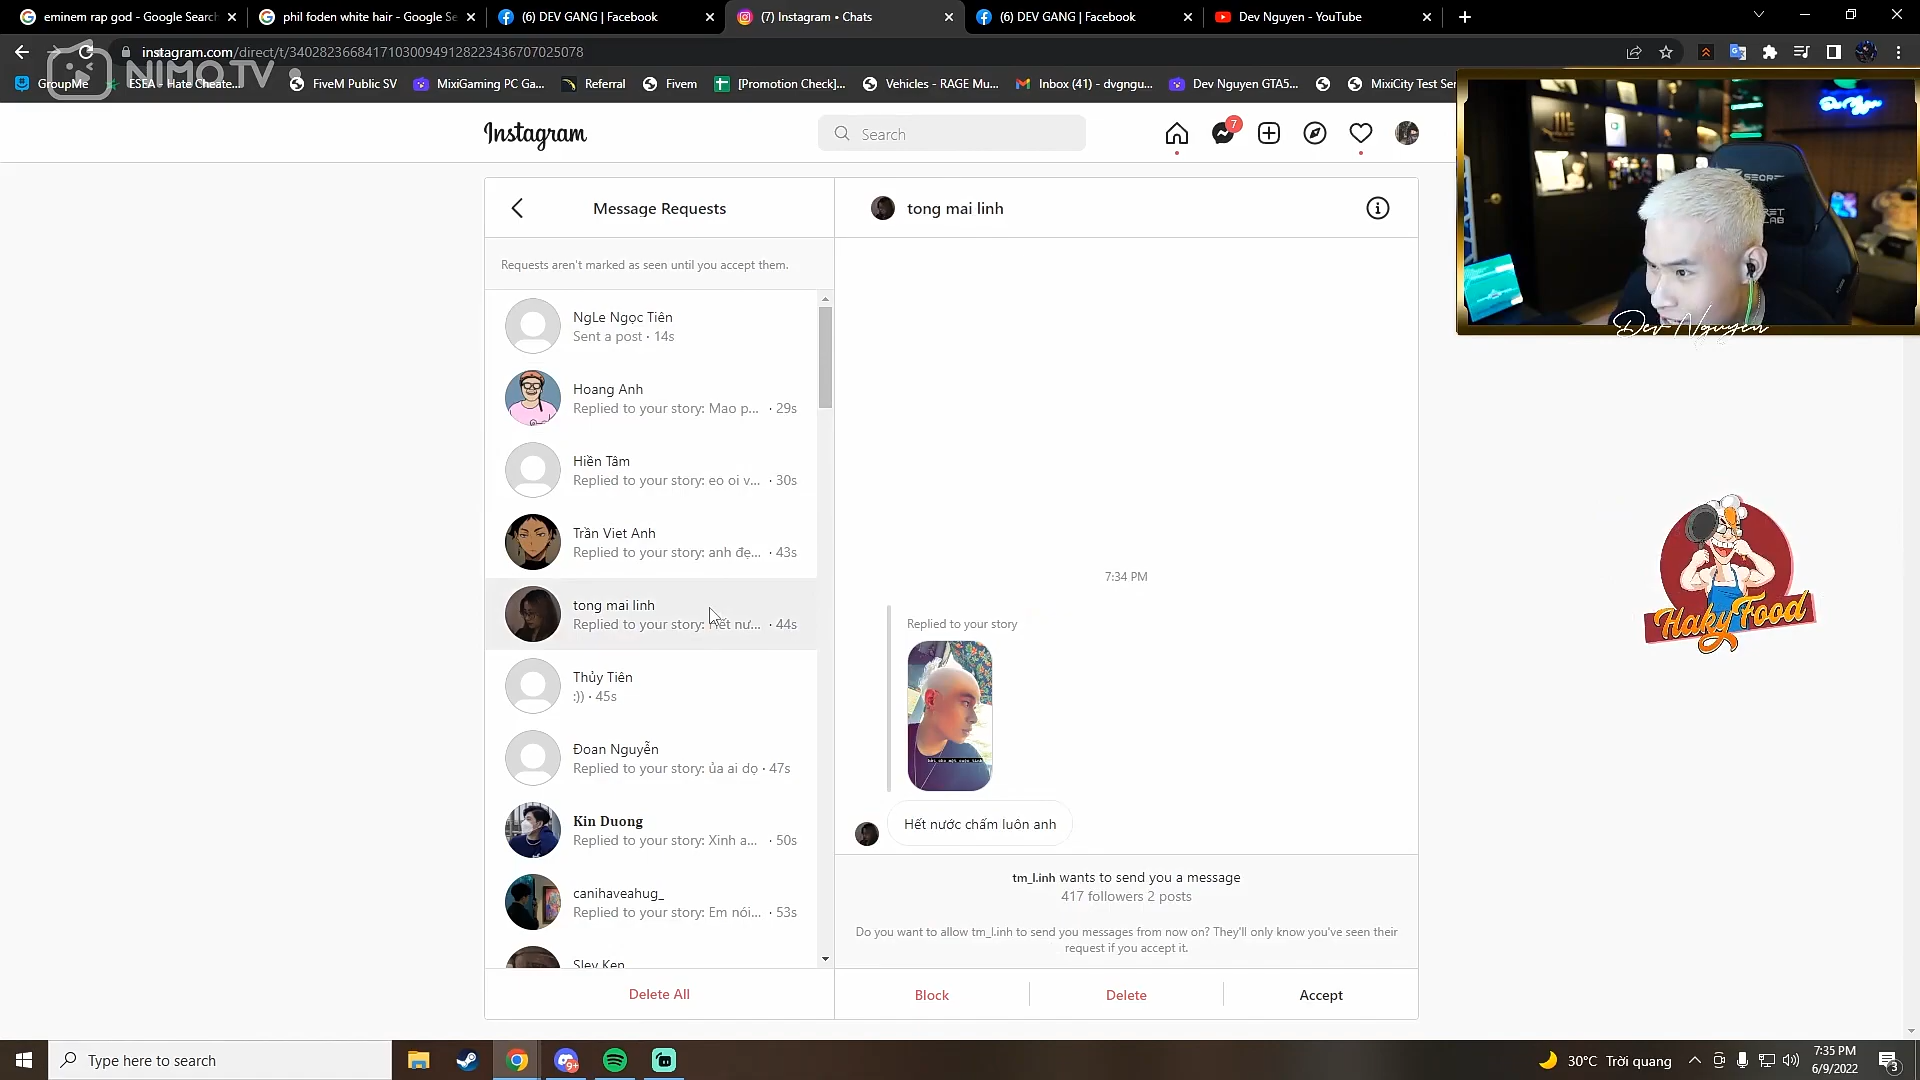 eminem rap god - Google Search
phil foden white hair - Google Se
(6) DEV GANG | Facebook
(7) Instagram • Chats
(6) DEV GANG | Facebook
Dev Nguyen - YouTube
instagram.com/direct/t/340282366841710300949128223436707025078
NIMO TV
GroupMe
ESEA - Hate Cheate...
FiveM Public SV
MixiGaming PC Ga...
Referral
Fivem
[Promotion Check]...
Vehicles - RAGE Mu...
Inbox (41) - dvgngu...
Dev Nguyen GTA5...
MixiCity Test Ser
Instagram
Search
7
Message Requests
Requests aren't marked as seen until you accept them.
NgLe Ngọc Tiên
Sent a post · 14s
Hoang Anh
Replied to your story: Mao p... · 29s
Hiền Tâm
Replied to your story: eo oi v... · 30s
Trần Viet Anh
Replied to your story: anh đẹ... · 43s
tong mai linh
Replied to your story: Hết nư... · 44s
Thủy Tiên
:)) · 45s
Đoan Nguyễn
Replied to your story: ủa ai dọ · 47s
Kin Duong
Replied to your story: Xinh a... · 50s
canihaveahug_
Replied to your story: Em nói... · 53s
Slev Ken
Delete All
tong mai linh
7:34 PM
Replied to your story
Hết nước chấm luôn anh
tm_l.inh wants to send you a message
417 followers 2 posts
Do you want to allow tm_l.inh to send you messages from now on? They'll only know you've seen their
request if you accept it.
Block
Delete
Accept
Dev Nguyen
SECRET
LAB
Dev Nguyen
Haky Food
Type here to search
9+
30°C Trời quang
7:35 PM
6/9/2022
3